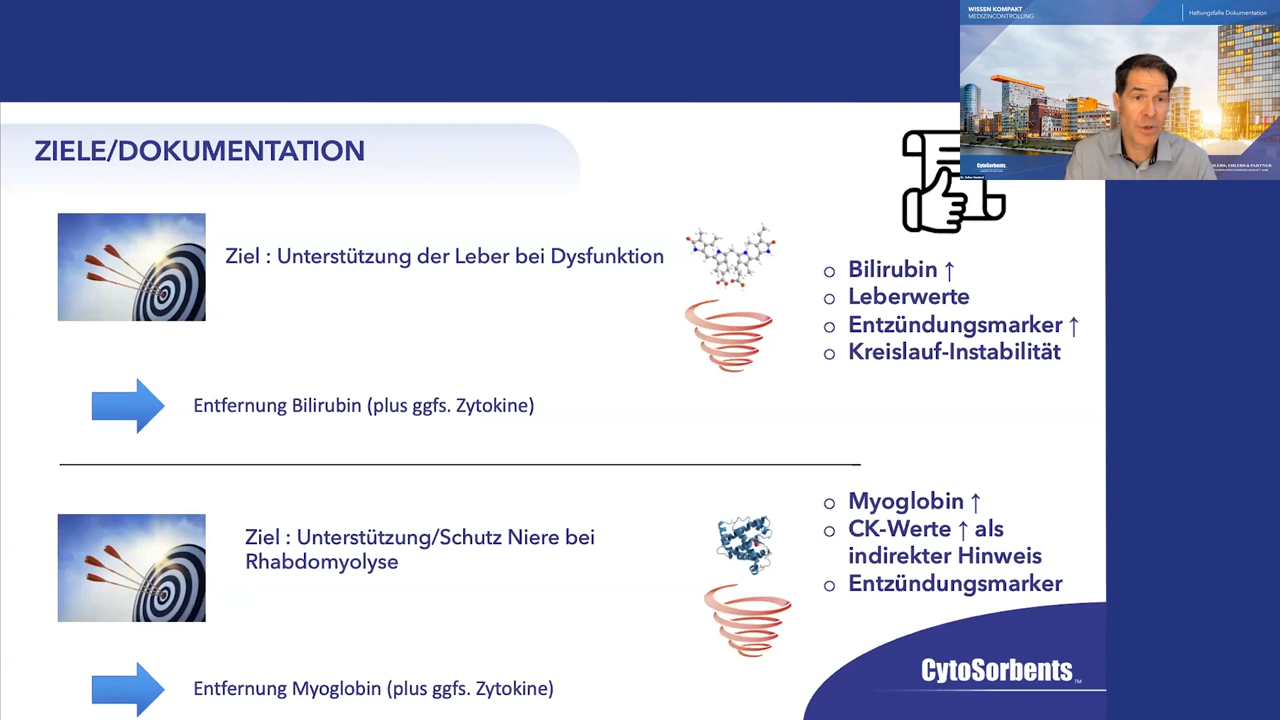 WISSEN KOMPAKT
MEDIZINCONTROLLING
Haftungsfalle Dokumentation
CytoSorbents
ZIELE/DOKUMENTATION
Ziel : Unterstützung der Leber bei Dysfunktion
○ Bilirubin ↑
○ Leberwerte
○ Entzündungsmarker ↑
○ Kreislauf-Instabilität
Entfernung Bilirubin (plus ggfs. Zytokine)
Ziel : Unterstützung/Schutz Niere bei
Rhabdomyolyse
○ Myoglobin ↑
○ CK-Werte ↑ als
indirekter Hinweis
○ Entzündungsmarker
Entfernung Myoglobin (plus ggfs. Zytokine)
CytoSorbents™